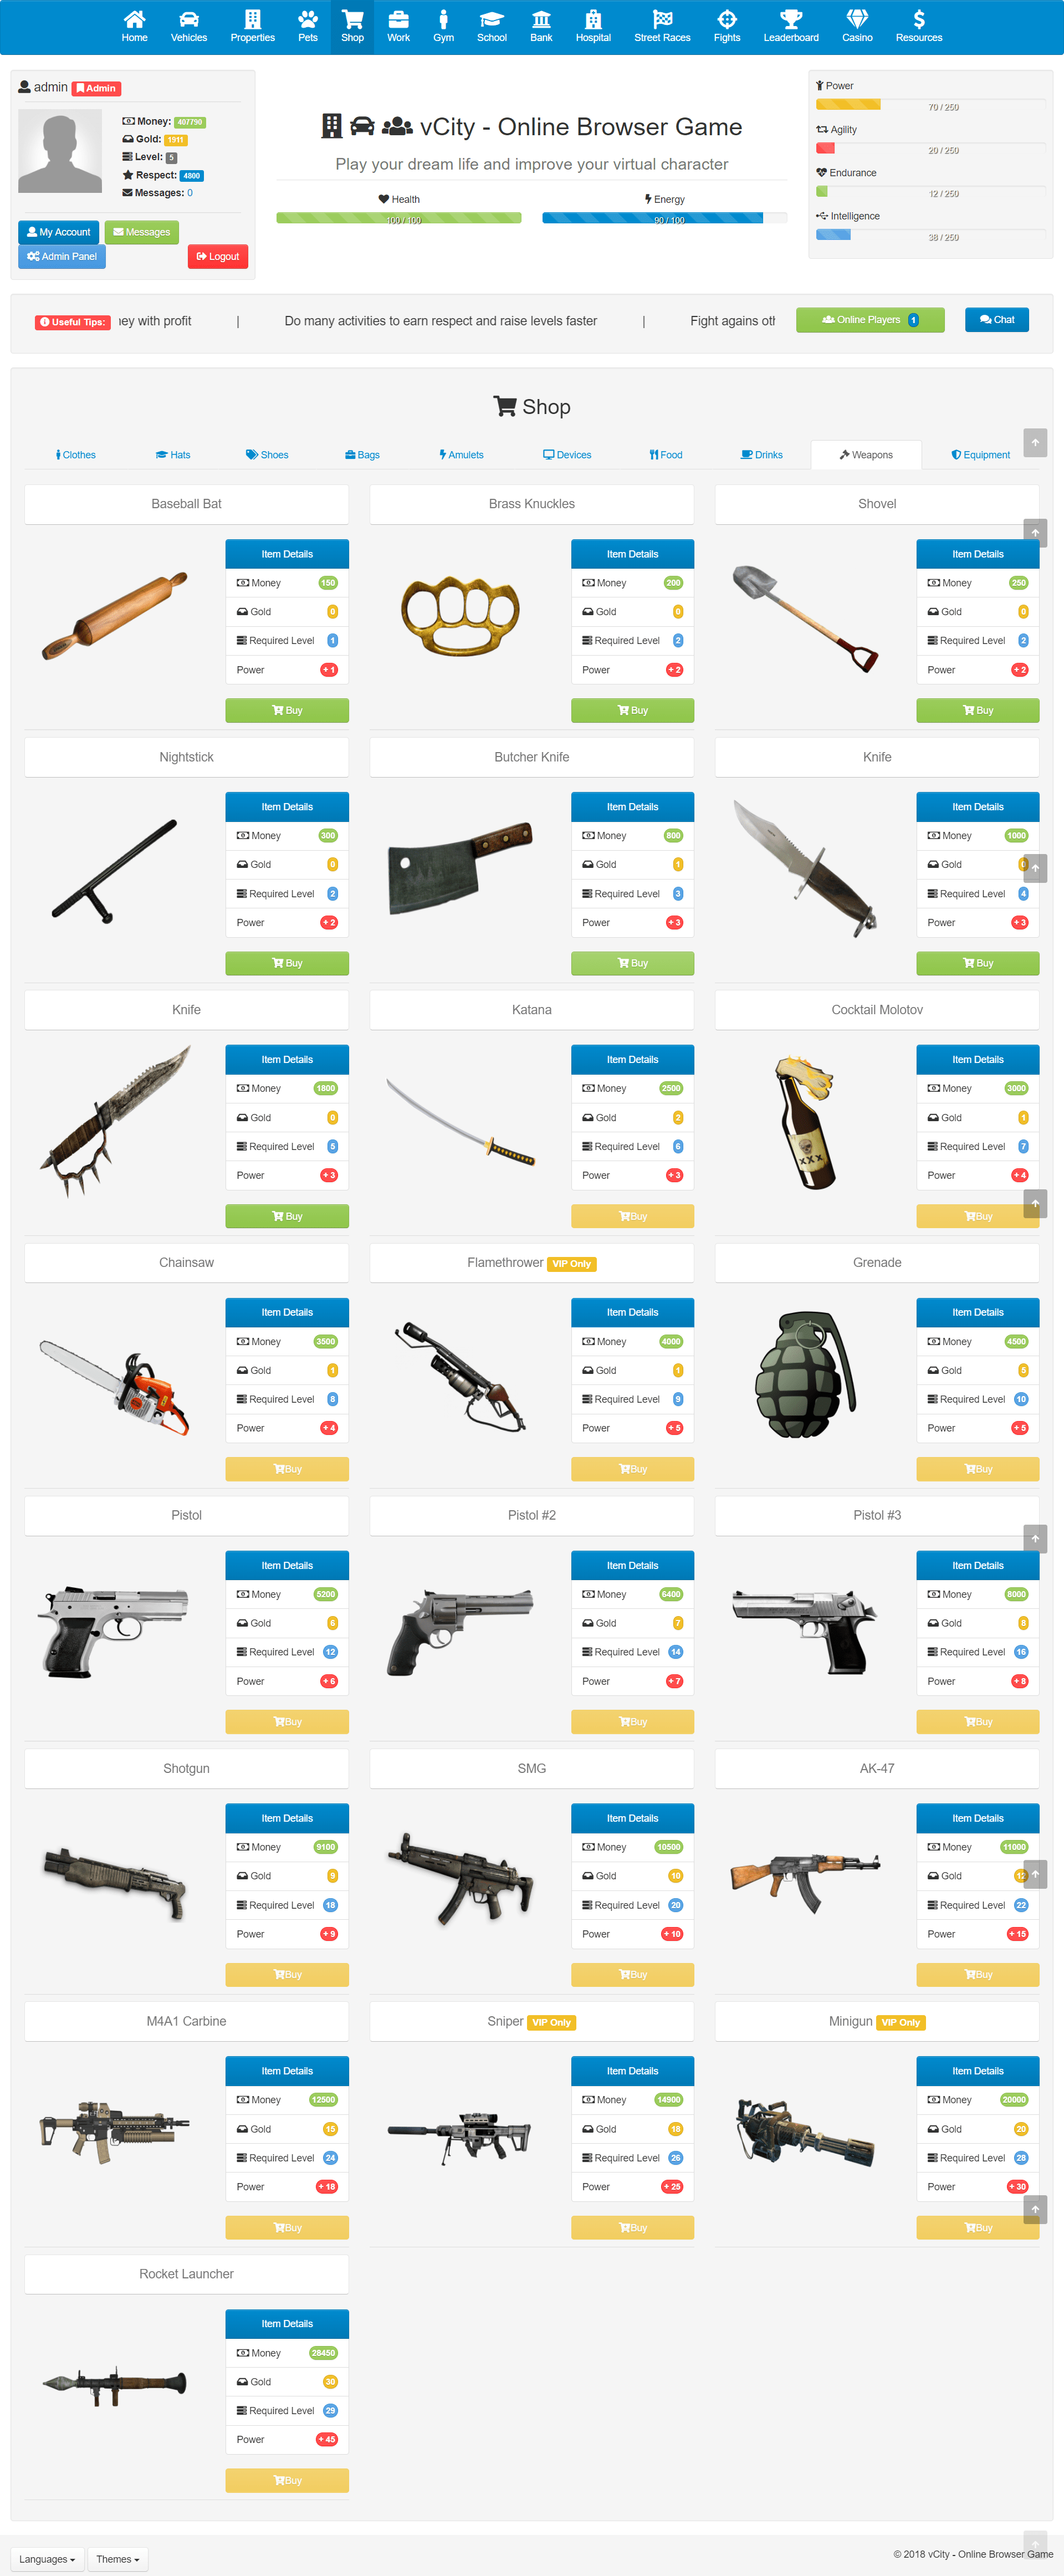 Home Vehicles Properties Pets Shop Work Gym School Bank Hospital Street Races Fights Leaderboard Casino Resources
admin Admin
Money: 407790
Gold: 1911
Level: 5
Respect: 4800
Messages: 0
My Account Messages
Admin Panel Logout
vCity - Online Browser Game
Play your dream life and improve your virtual character
Health Energy
100 / 100 90 / 100
Power
70 / 250
Agility
20 / 250
Endurance
12 / 250
Intelligence
38 / 250
Useful Tips: ney with profit | Do many activities to earn respect and raise levels faster | Fight agains Online Players 1 Chat
Shop
Clothes Hats Shoes Bags Amulets Devices Food Drinks Weapons Equipment
Baseball Bat Brass Knuckles Shovel
Item Details Item Details Item Details
Money 150 Money 200 Money 250
Gold 0 Gold 0 Gold 0
Required Level 1 Required Level 2 Required Level 2
Power + 1 Power + 2 Power + 2
Buy Buy Buy
Nightstick Butcher Knife Knife
Item Details Item Details Item Details
Money 300 Money 800 Money 1000
Gold 0 Gold 1 Gold
Required Level 2 Required Level 3 Required Level 4
Power + 2 Power + 3 Power + 3
Buy Buy Buy
Knife Katana Cocktail Molotov
Item Details Item Details Item Details
Money 1800 Money 2500 Money 3000
Gold 0 Gold 2 Gold 1
Required Level 5 Required Level 6 Required Level 7
XXX
Power + 3 Power + 3 Power + 4
Buy Buy Buy
Chainsaw Flamethrower VIP Only Grenade
Item Details Item Details Item Details
Money 3500 Money 4000 Money 4500
Gold 1 Gold 1 Gold 5
Required Level 8 Required Level 9 Required Level 10
Power + 4 Power + 5 Power + 5
Buy Buy Buy
Pistol Pistol #2 Pistol #3
Item Details Item Details Item Details
Money 5200 Money 6400 Money 8000
Gold 6 Gold 7 Gold 8
Required Level 12 Required Level 14 Required Level 16
Power + 6 Power + 7 Power + 8
Buy Buy Buy
Shotgun SMG AK-47
Item Details Item Details Item Details
Money 9100 Money 10500 Money 11000
Gold 9 Gold 10 Gold
Required Level 18 Required Level 20 Required Level 22
Power + 9 Power + 10 Power + 15
Buy Buy Buy
M4A1 Carbine Sniper VIP Only Minigun VIP Only
Item Details Item Details Item Details
Money 12500 Money 14900 Money 20000
Gold 15 Gold 18 Gold 20
Required Level 24 Required Level 26 Required Level 28
Power + 18 Power + 25 Power + 30
Buy Buy Buy
Rocket Launcher
Item Details
Money 28450
Gold 30
Required Level 29
Power + 45
Buy
Languages Themes © 2018 vCity - Online Browser Game